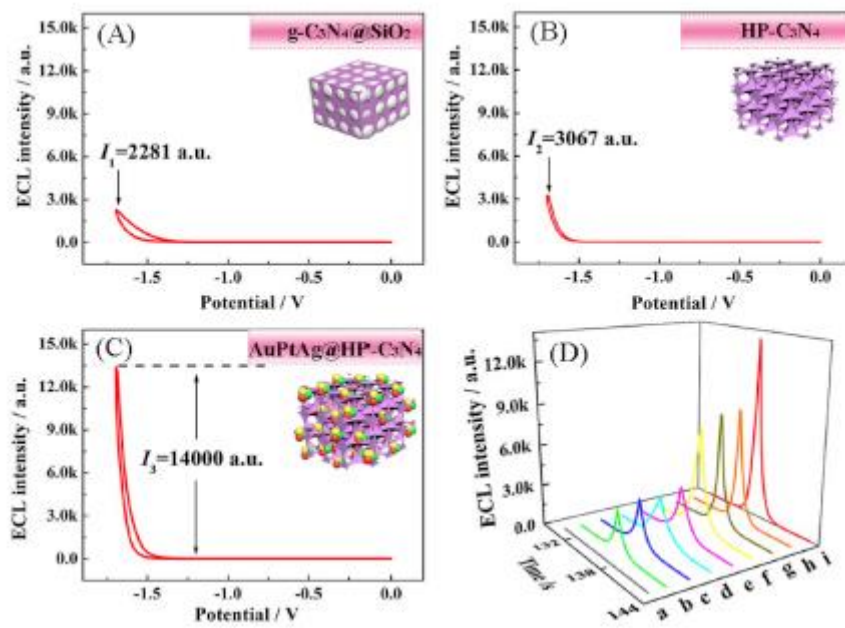 (A)
g-C₃N₄@SiO₂
15.0k
12.0k
9.0k
6.0k
3.0k
0.0
ECL intensity / a.u.
I₁=2281 a.u.
-1.5
-1.0
-0.5
0.0
Potential / V
(B)
HP-C₃N₄
15.0k
12.0k
9.0k
6.0k
3.0k
0.0
ECL intensity / a.u.
I₂=3067 a.u.
-1.5
-1.0
-0.5
0.0
Potential / V
(C)
AuPtAg@HP-C₃N₄
15.0k
12.0k
9.0k
6.0k
3.0k
0.0
ECL intensity / a.u.
I₃=14000 a.u.
-1.5
-1.0
-0.5
0.0
Potential / V
(D)
12.0k
9.0k
6.0k
3.0k
0.0
ECL intensity / a.u.
132
138
144
Time/s
a b c d e f g h i